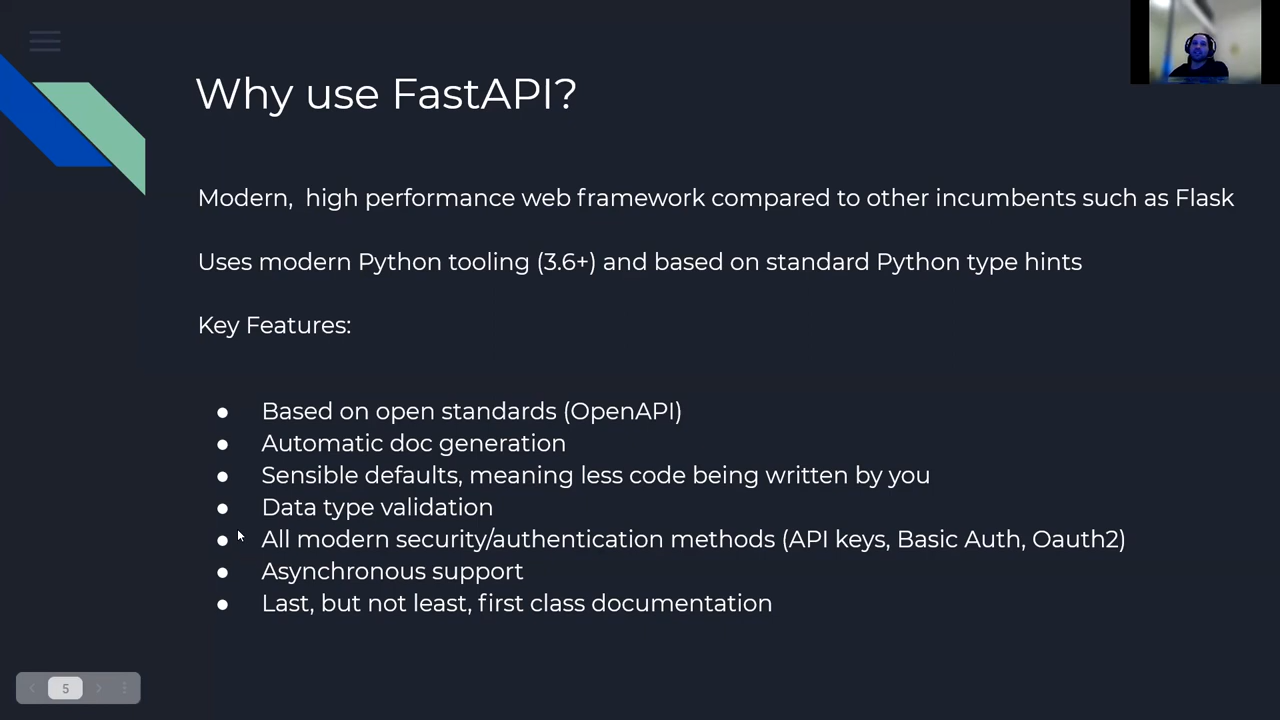 Why use FastAPI?
Modern, high performance web framework compared to other incumbents such as Flask
Uses modern Python tooling (3.6+) and based on standard Python type hints
Key Features:
● Based on open standards (OpenAPI)
● Automatic doc generation
● Sensible defaults, meaning less code being written by you
● Data type validation
● All modern security/authentication methods (API keys, Basic Auth, Oauth2)
● Asynchronous support
● Last, but not least, first class documentation
5